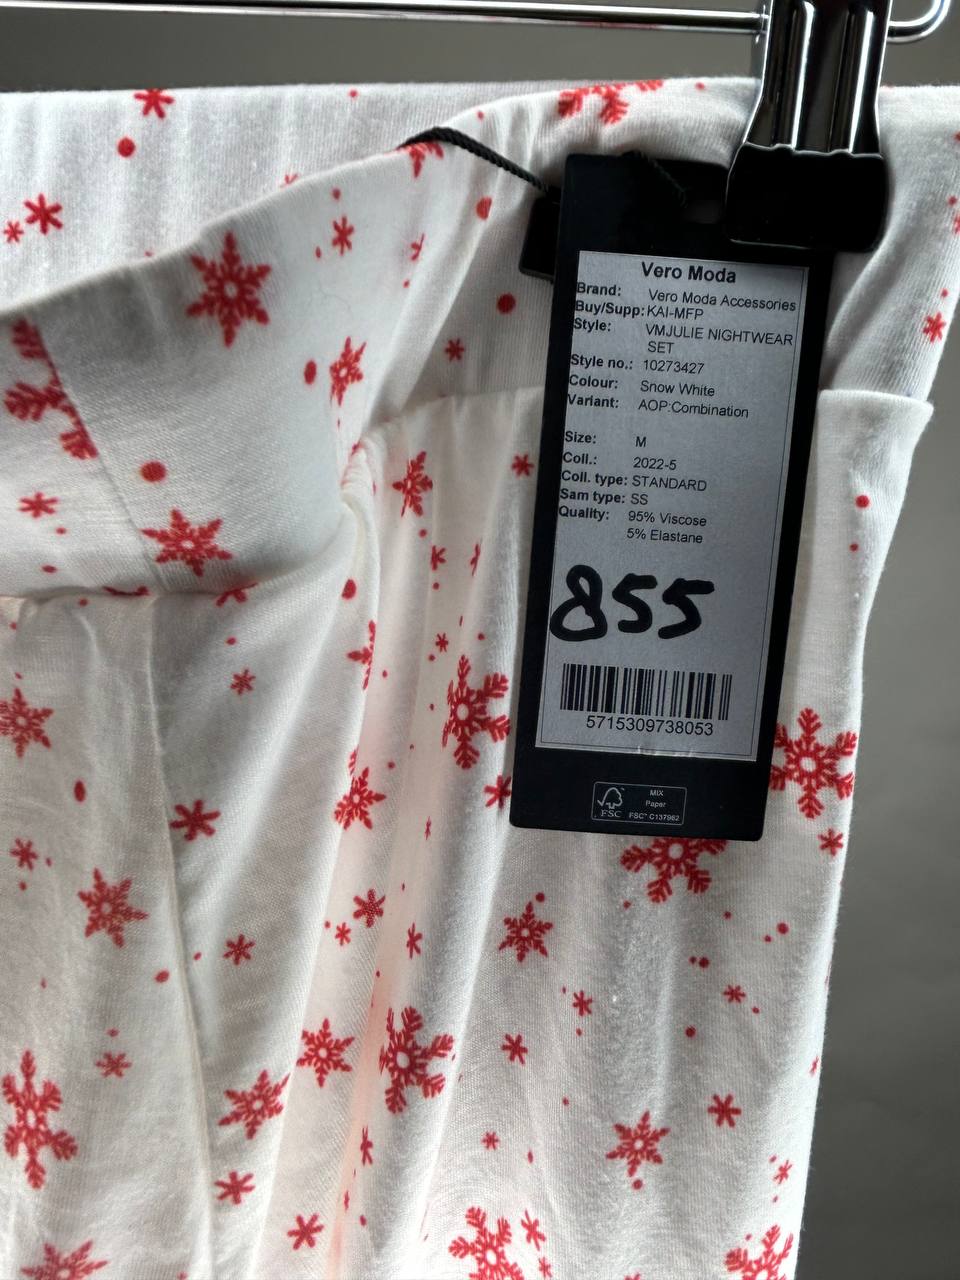 Vero Moda
Brand: Vero Moda Accessories
Buy/Supp: KAI-MFP
Style: VMJULIE NIGHTWEAR
SET
Style no.: 10273427
Colour: Snow White
Variant: AOP:Combination
Size: M
Coll.: 2022-5
Coll. type: STANDARD
Sam type: SS
Quality: 95% Viscose
5% Elastane
855
5715309738053
MIX
Paper
FSC FSC™ C137962